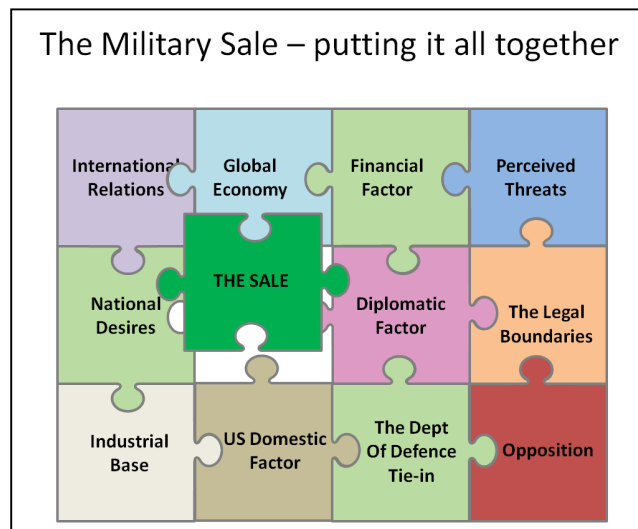 The Military Sale – putting it all together
International
Relations
Global
Economy
Financial
Factor
Perceived
Threats
National
Desires
THE SALE
Diplomatic
Factor
The Legal
Boundaries
Industrial
Base
US Domestic
Factor
The Dept
Of Defence
Tie-in
Opposition